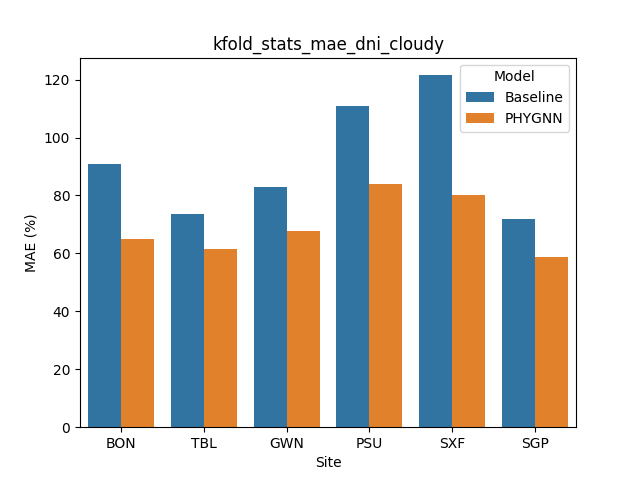 kfold_stats_mae_dni_cloudy
Model
Baseline
PHYGNN
MAE (%)
120
100
80
60
40
20
0
BON TBL GWN PSU SXF SGP
Site